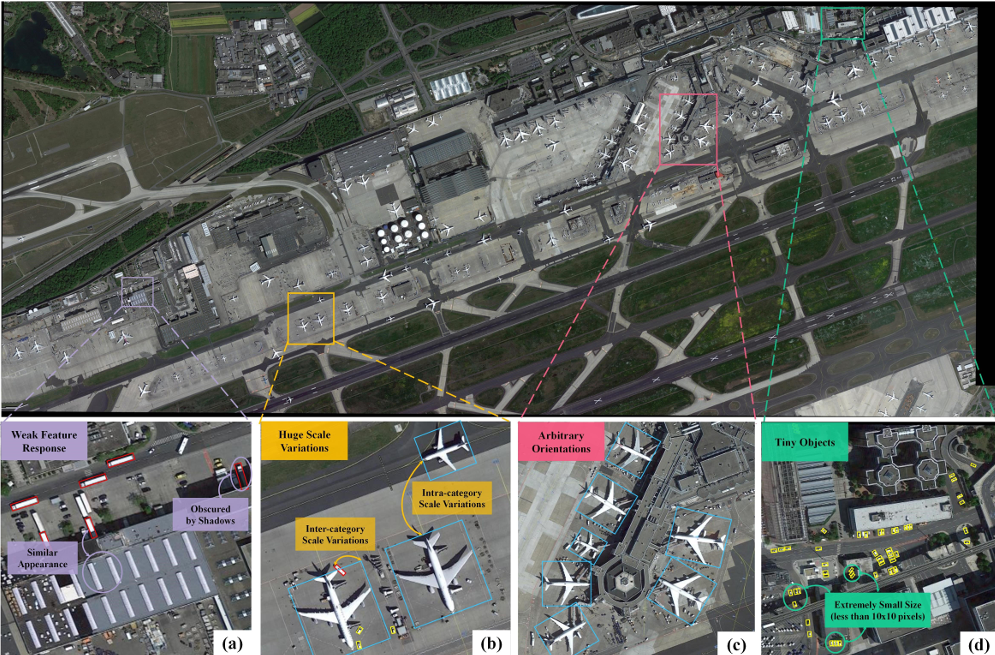 Weak Feature
Response
Obscured
by Shadows
Similar
Appearance
(a)
Huge Scale
Variations
Intra-category
Scale Variations
Inter-category
Scale Variations
(b)
Arbitrary
Orientations
(c)
Tiny Objects
Extremely Small Size
(less than 10x10 pixels)
(d)